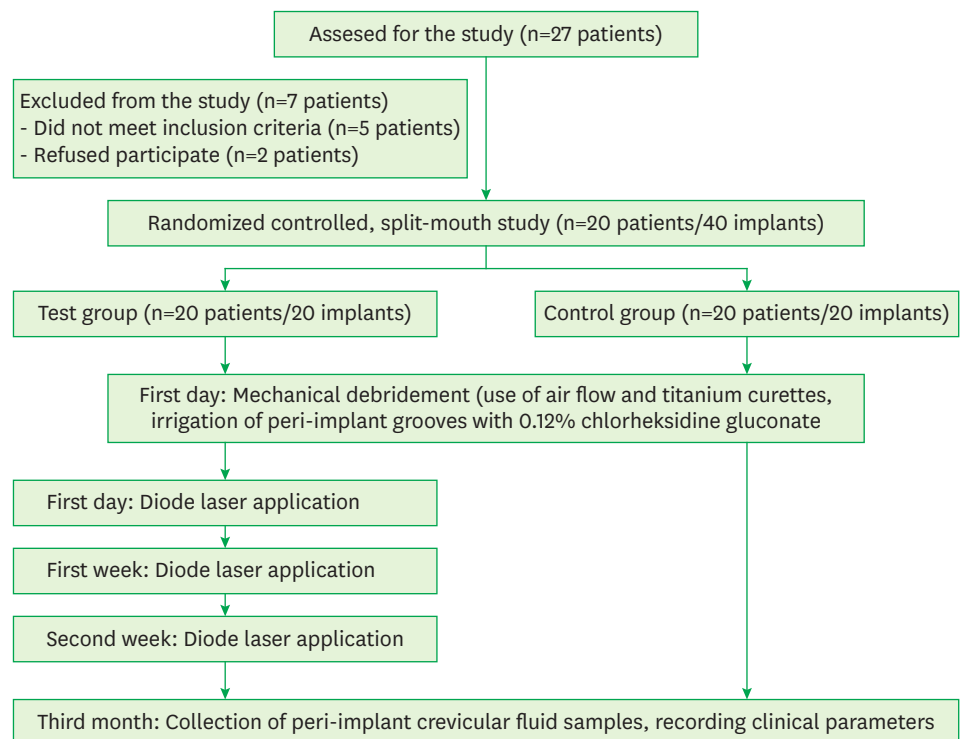 Assesed for the study (n=27 patients)
Excluded from the study (n=7 patients)
- Did not meet inclusion criteria (n=5 patients)
- Refused participate (n=2 patients)
Randomized controlled, split-mouth study (n=20 patients/40 implants)
Test group (n=20 patients/20 implants)
Control group (n=20 patients/20 implants)
First day: Mechanical debridement (use of air flow and titanium curettes,
irrigation of peri-implant grooves with 0.12% chlorheksidine gluconate
First day: Diode laser application
First week: Diode laser application
Second week: Diode laser application
Third month: Collection of peri-implant crevicular fluid samples, recording clinical parameters